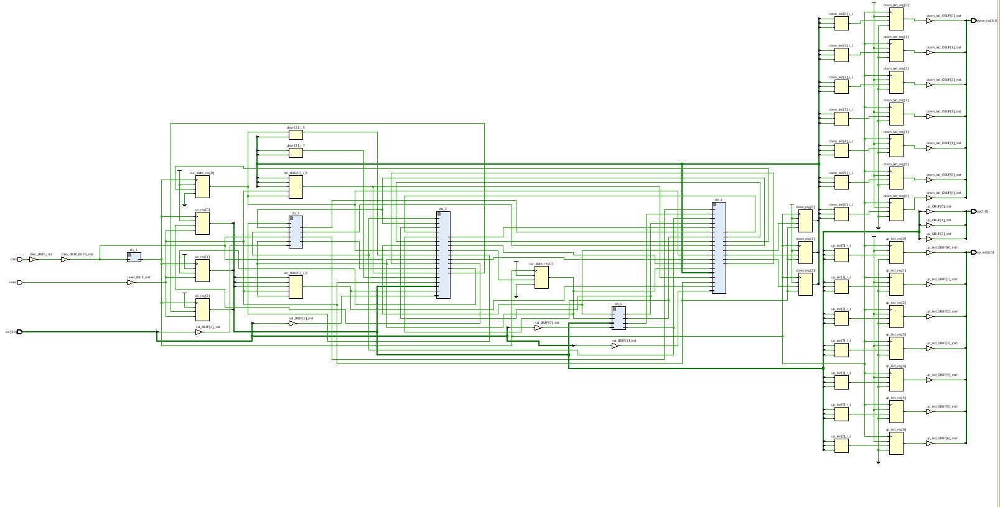 down_led_reg[0]
down_led[0]_i_1
down_led_OBUF[0]_inst
down_led[6:0]
down_led_reg[1]
down_led[1]_i_1
down_led_OBUF[1]_inst
down_led_reg[2]
down_led[2]_i_1
down_led_OBUF[2]_inst
down_led_reg[3]
down_led[3]_i_1
down_led_OBUF[3]_inst
down[2]_i_5
down_led_reg[4]
down_led[4]_i_1
down_led_OBUF[4]_inst
down[2]_i_7
down_led_reg[5]
cur_state_reg[0]
cur_state[1]_i_5
down_led[5]_i_1
down_led_OBUF[5]_inst
down_led_OBUF[6]_inst
down_led_reg[6]
db_1
up_reg[0]
db_2
down_reg[0]
down_led[6]_i_1
up_OBUF[0]_inst
up[2:0]
db_3
up_OBUF[1]_inst
up_OBUF[2]_inst
down_reg[1]
up_led_reg[0]
up_led[0]_i_1
up_led_OBUF[0]_inst
up_led[6:0]
clkn
clkn_IBUF_inst
clkn_IBUF_BUFG_inst
clk_1
up_reg[1]
cur_state_reg[1]
down_reg[2]
up_led_reg[1]
reset
reset_IBUF_inst
cur_state[1]_i_8
up_led[1]_i_1
up_led_OBUF[1]_inst
up_reg[2]
db_0
up_led_reg[2]
up_led[2]_i_1
up_led_OBUF[2]_inst
val_IBUF[2]_inst
val_IBUF[0]_inst
val[3:0]
val_IBUF[3]_inst
val_IBUF[1]_inst
up_led_reg[3]
up_led[3]_i_1
up_led_OBUF[3]_inst
up_led_reg[4]
up_led[4]_i_1
up_led_OBUF[4]_inst
up_led_reg[5]
up_led[5]_i_1
up_led_OBUF[5]_inst
up_led_reg[6]
up_led[6]_i_1
up_led_OBUF[6]_inst